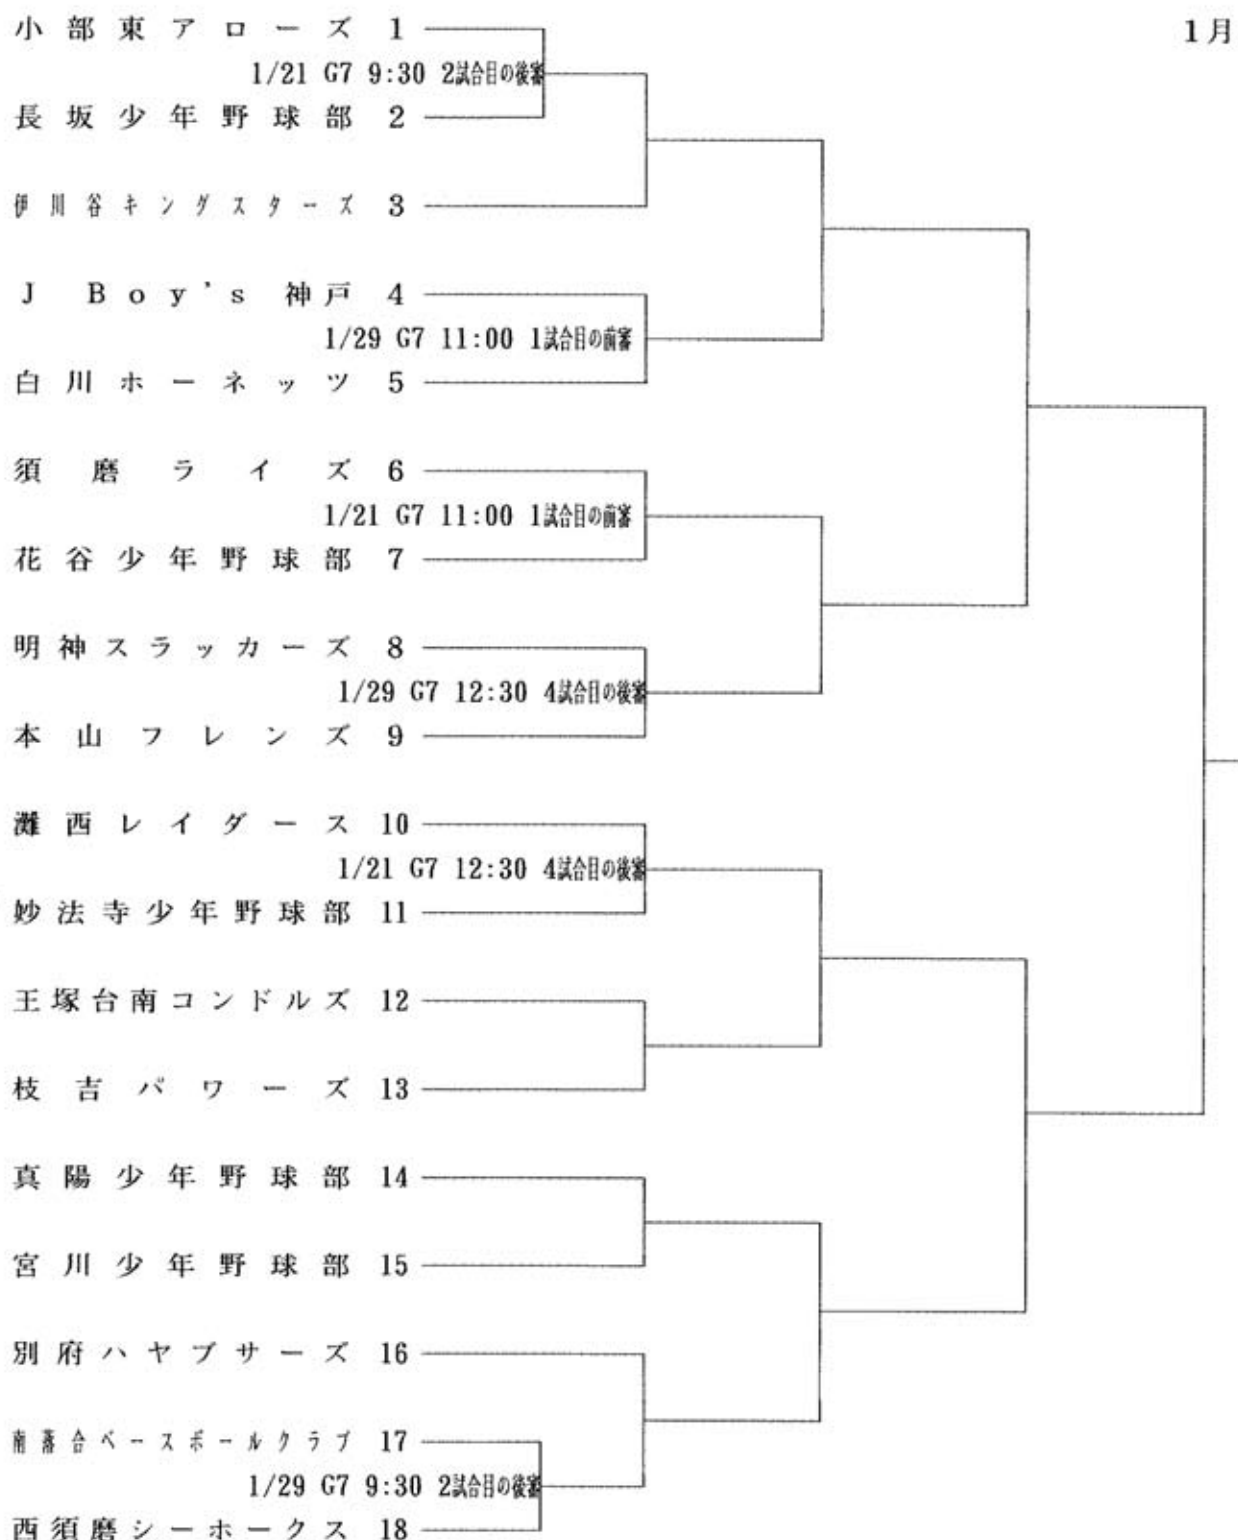 小部東アローズ 1
1月
1/21 G7 9:30 2試合目の後審
長坂少年野球部 2
伊川谷キングスターズ 3
J Boy's 神戸 4
1/29 G7 11:00 1試合目の前審
白川ホーネッツ 5
須磨ライズ 6
1/21 G7 11:00 1試合目の前審
花谷少年野球部 7
明神スラッカーズ 8
1/29 G7 12:30 4試合目の後審
本山フレンズ 9
灘西レイダース 10
1/21 G7 12:30 4試合目の後審
妙法寺少年野球部 11
王塚台南コンドルズ 12
枝吉パワーズ 13
真陽少年野球部 14
宮川少年野球部 15
別府ハヤブサーズ 16
南落合ベースボールクラブ 17
1/29 G7 9:30 2試合目の後審
西須磨シーホークス 18